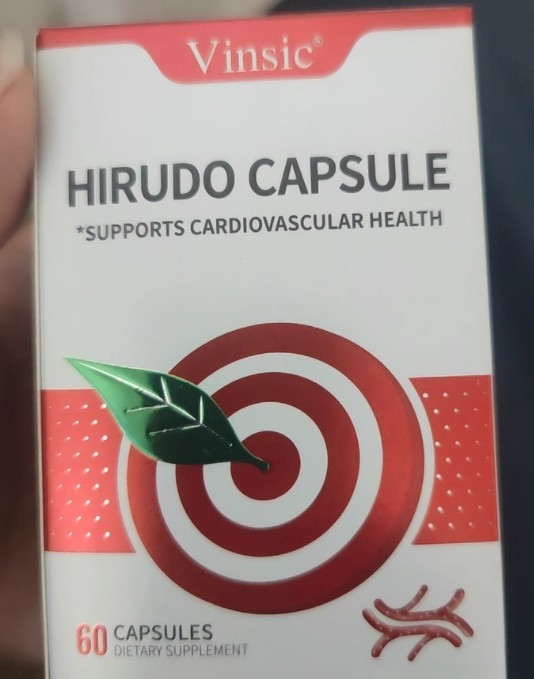 Vinsic®
HIRUDO CAPSULE
*SUPPORTS CARDIOVASCULAR HEALTH
60 CAPSULES
DIETARY SUPPLEMENT